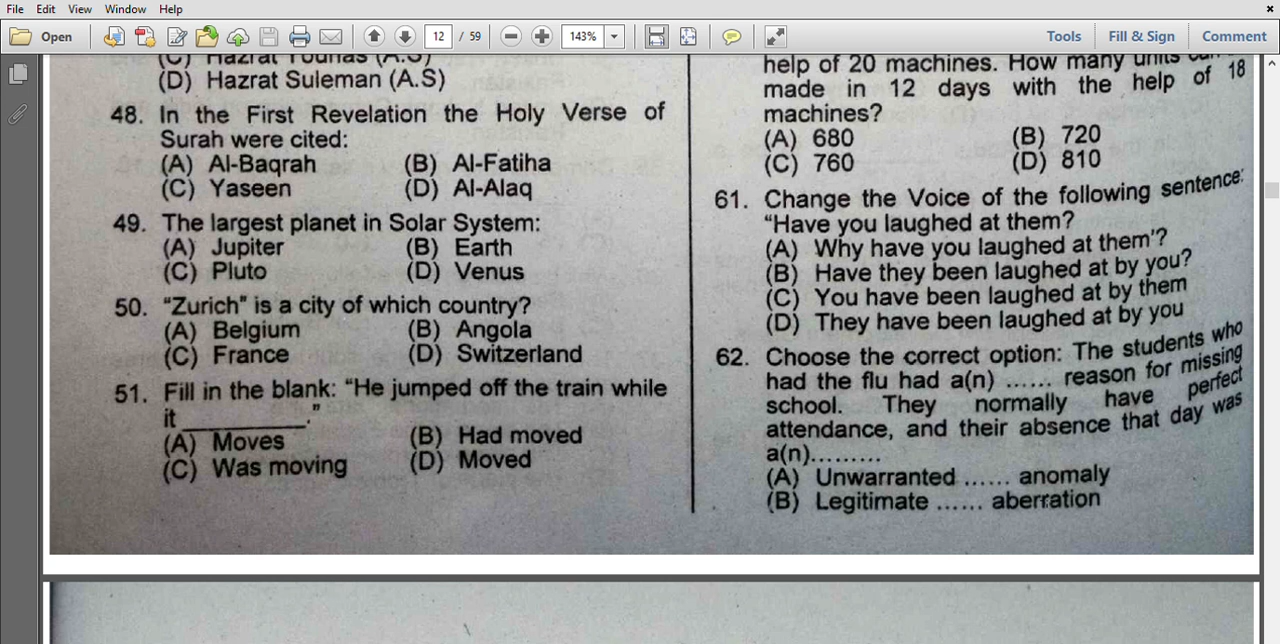 File Edit View Window Help
Open 12 / 59 143% Tools Fill & Sign Comment
(C) Hazrat Younas (A.S)
(D) Hazrat Suleman (A.S)
48. In the First Revelation the Holy Verse of
Surah were cited:
(A) Al-Baqrah (B) Al-Fatiha
(C) Yaseen (D) Al-Alaq
49. The largest planet in Solar System:
(A) Jupiter (B) Earth
(C) Pluto (D) Venus
50. “Zurich” is a city of which country?
(A) Belgium (B) Angola
(C) France (D) Switzerland
51. Fill in the blank: “He jumped off the train while
it __________.”
(A) Moves (B) Had moved
(C) Was moving (D) Moved
help of 20 machines. How many units
made in 12 days with the help of 18
machines?
(A) 680 (B) 720
(C) 760 (D) 810
61. Change the Voice of the following sentence:
“Have you laughed at them?
(A) Why have you laughed at them’?
(B) Have they been laughed at by you?
(C) You have been laughed at by them
(D) They have been laughed at by you
62. Choose the correct option: The students who
had the flu had a(n) ...... reason for missing
school. They normally have perfect
attendance, and their absence that day was
a(n).........
(A) Unwarranted ...... anomaly
(B) Legitimate ...... aberration